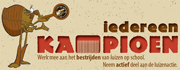 iedereen
KAMPIOEN
Werk mee aan het bestrijden van luizen op school.
Neem actief deel aan de luizenactie.